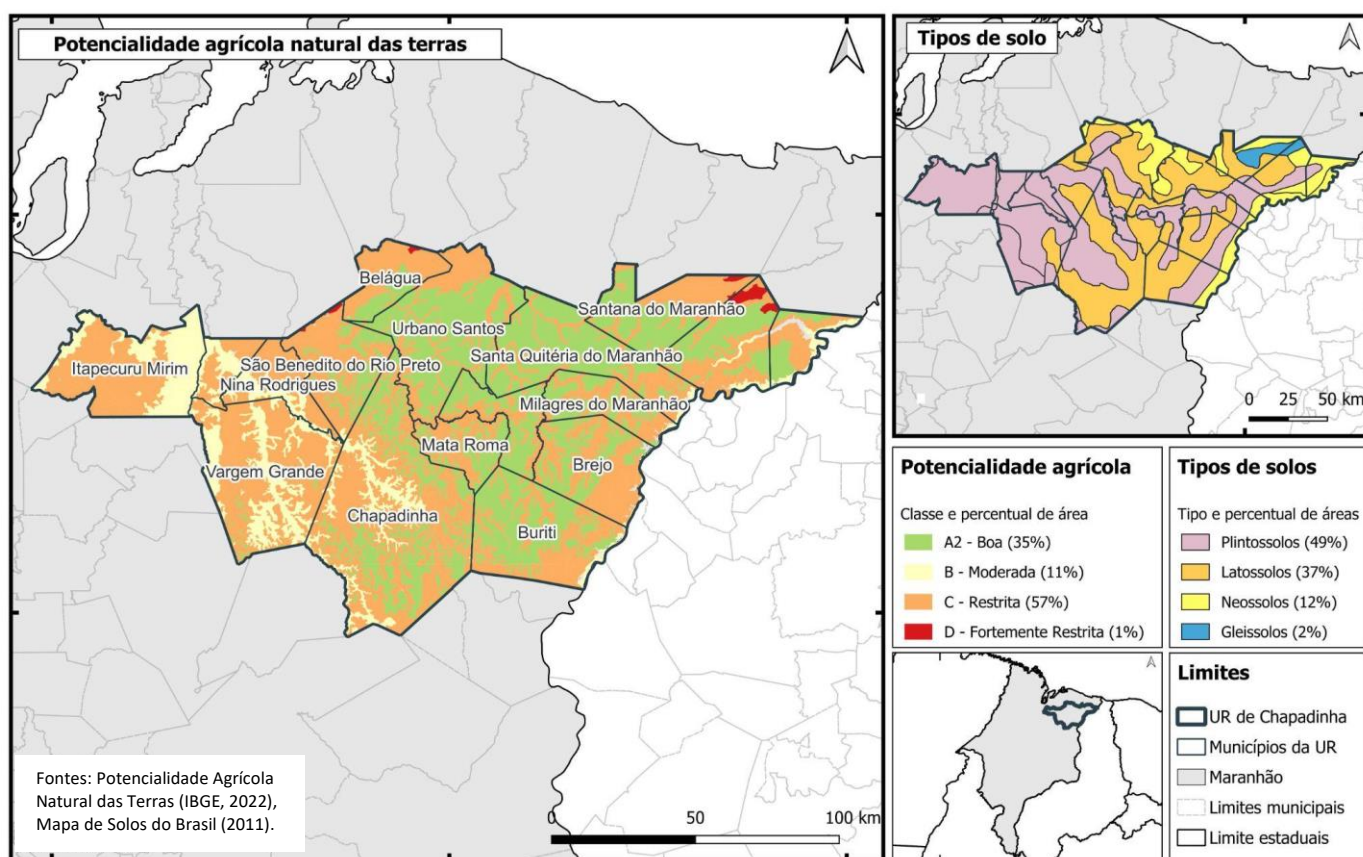 Potencialidade agrícola natural das terras
Belágua
Santana do Maranhão
Urbano Santos
Santa Quitéria do Maranhão
Itapecuru Mirim
São Benedito do Rio Preto
Nina Rodrigues
Milagres do Maranhão
Mata Roma
Brejo
Vargem Grande
Chapadinha
Buriti
Fontes: Potencialidade Agrícola
Natural das Terras (IBGE, 2022),
Mapa de Solos do Brasil (2011).
0 50 100 km
Tipos de solo
0 25 50 km
Potencialidade agrícola
Classe e percentual de área
A2 - Boa (35%)
B - Moderada (11%)
C - Restrita (57%)
D - Fortemente Restrita (1%)
Tipos de solos
Tipo e percentual de áreas
Plintossolos (49%)
Latossolos (37%)
Neossolos (12%)
Gleissolos (2%)
Limites
UR de Chapadinha
Municípios da UR
Maranhão
Limites municipais
Limite estaduais